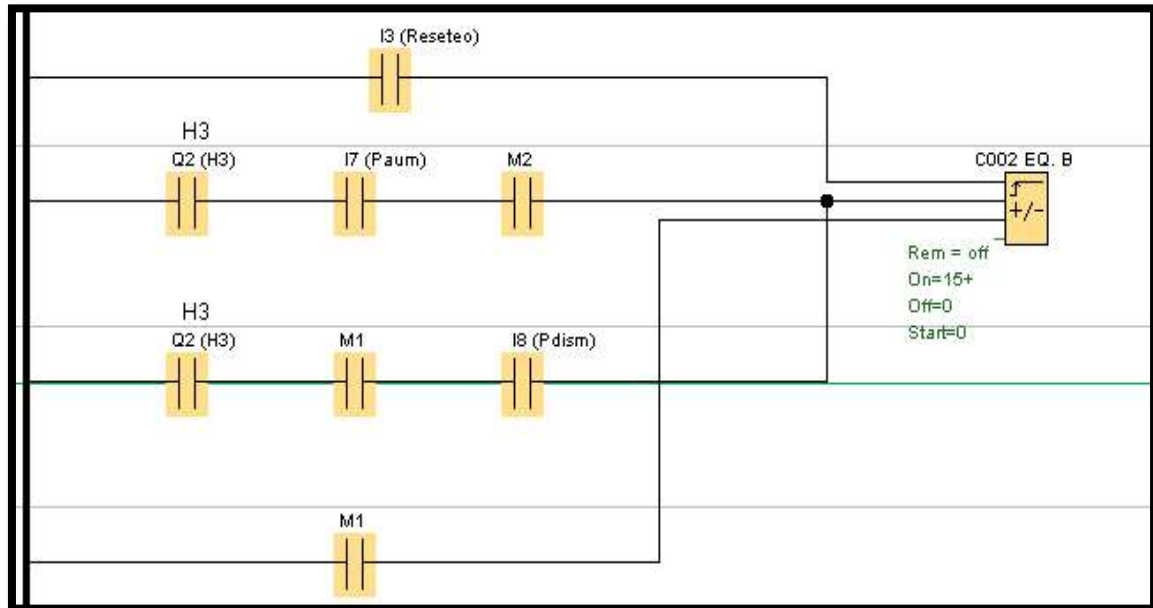 I3 (Reseteo)
H3
Q2 (H3) I7 (Paum) M2 C002 EQ. B
+/-
Rem = off
On=15+
Off=0
Start=0
H3
Q2 (H3) M1 I8 (Pdism)
M1